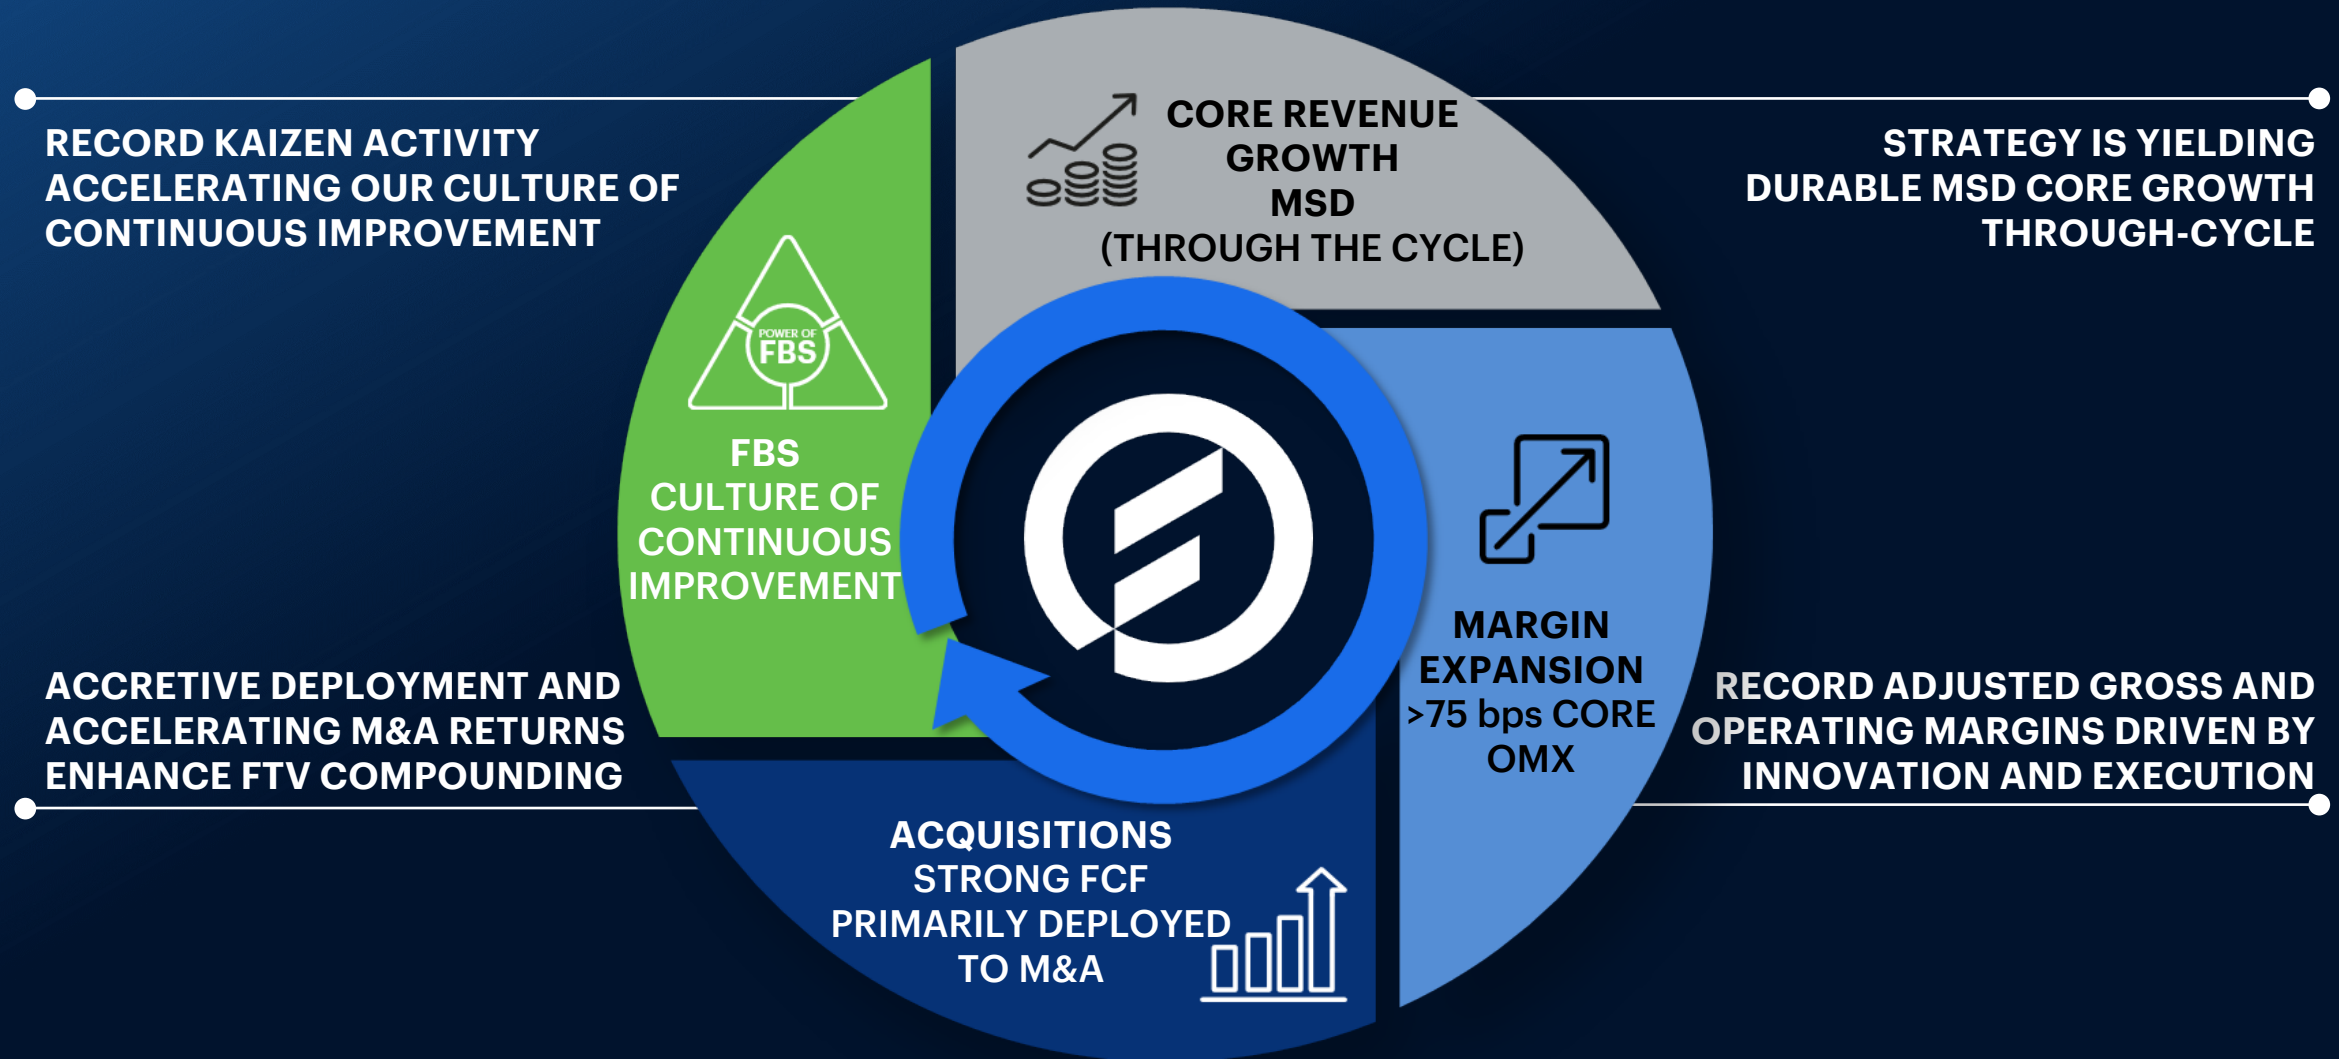 RECORD KAIZEN ACTIVITY
ACCELERATING OUR CULTURE OF
CONTINUOUS IMPROVEMENT
CORE REVENUE
GROWTH
MSD
(THROUGH THE CYCLE)
STRATEGY IS YIELDING
DURABLE MSD CORE GROWTH
THROUGH-CYCLE
POWER OF
FBS
FBS
CULTURE OF
CONTINUOUS
IMPROVEMENT
MARGIN
EXPANSION
>75 bps CORE
OMX
ACCRETIVE DEPLOYMENT AND
ACCELERATING M&A RETURNS
ENHANCE FTV COMPOUNDING
RECORD ADJUSTED GROSS AND
OPERATING MARGINS DRIVEN BY
INNOVATION AND EXECUTION
ACQUISITIONS
STRONG FCF
PRIMARILY DEPLOYED
TO M&A